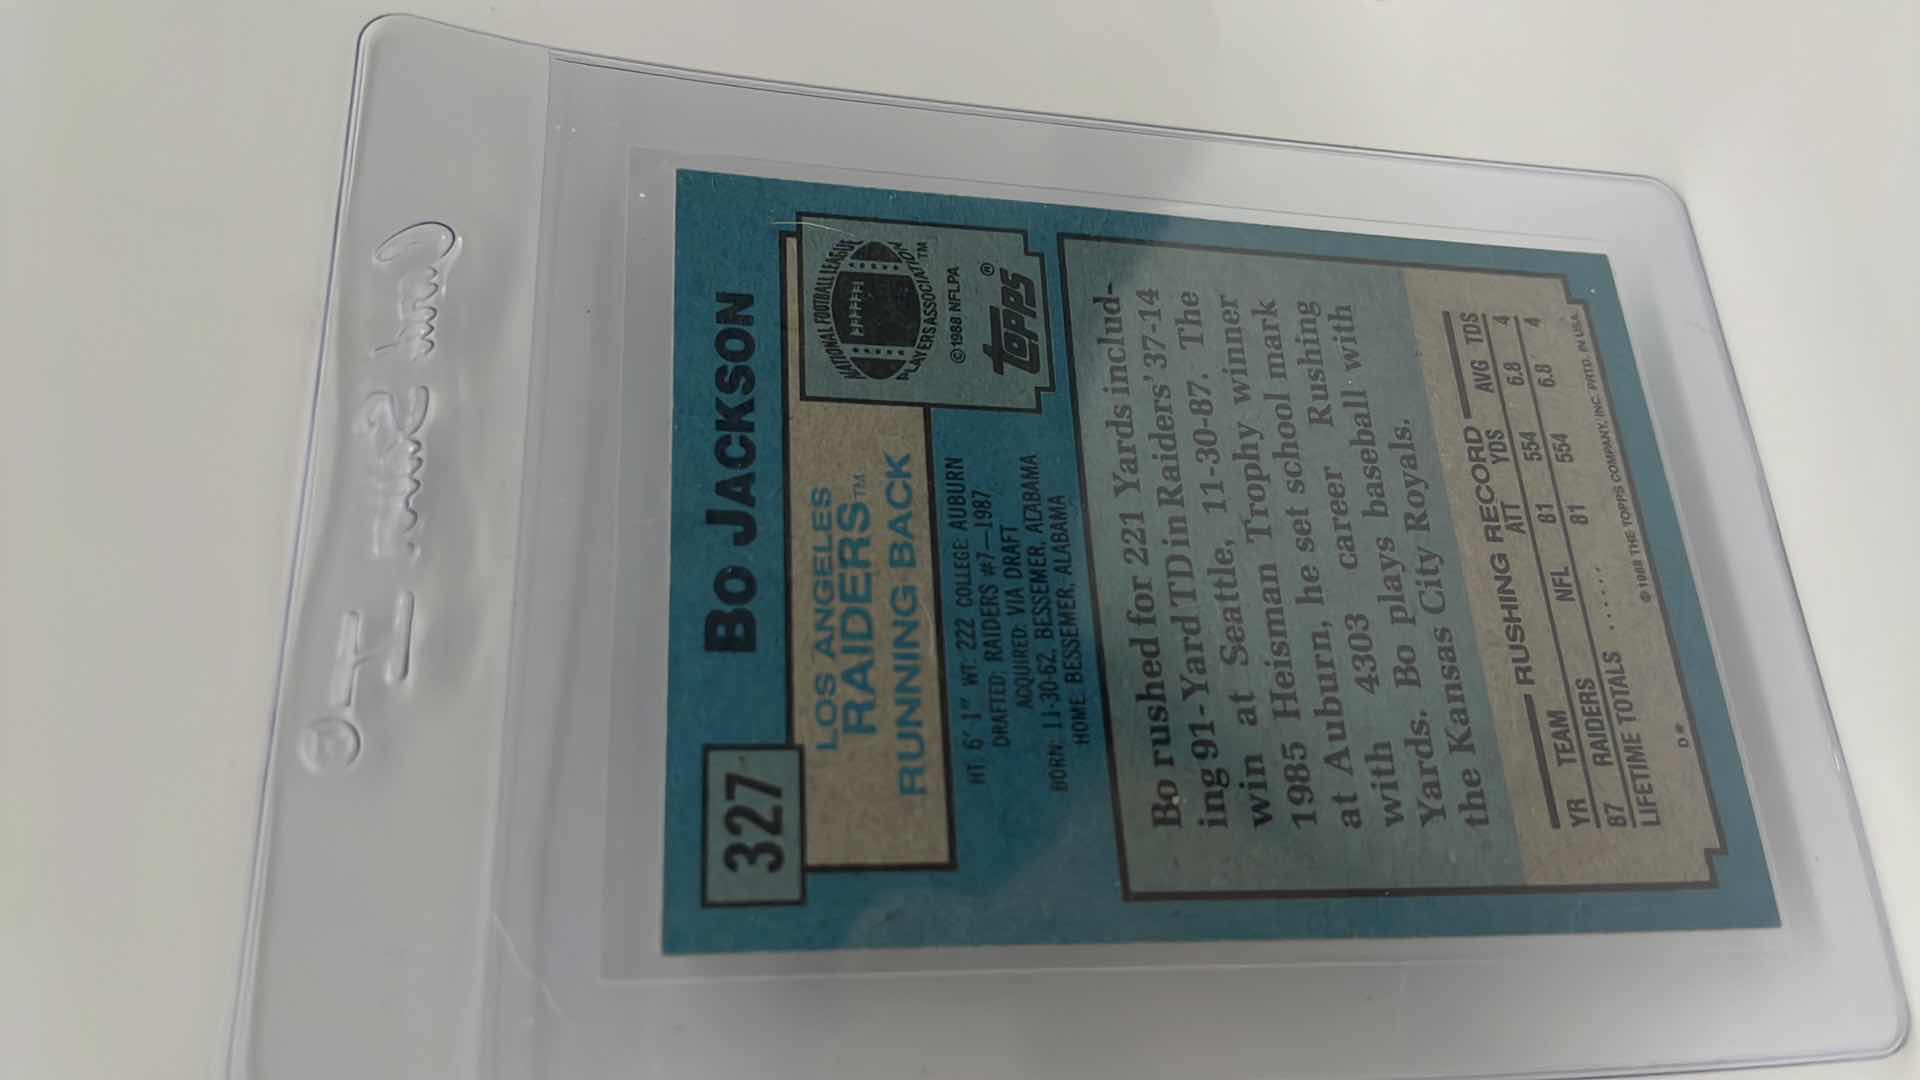 Card Saver I
327
BO JACKSON
LOS ANGELES
RAIDERS™
RUNNING BACK
NATIONAL FOOTBALL LEAGUE
PLAYERS ASSOCIATION™
©1988 NFLPA
TOPPS®
HT: 6'-1" WT: 222 COLLEGE: AUBURN
DRAFTED: RAIDERS #7—1987
ACQUIRED: VIA DRAFT
BORN: 11-30-62, BESSEMER, ALABAMA
HOME: BESSEMER, ALABAMA
Bo rushed for 221 Yards includ-
ing 91-Yard TD in Raiders' 37-14
win at Seattle, 11-30-87. The
1985 Heisman Trophy winner
at Auburn, he set school mark
with 4303 career Rushing
Yards. Bo plays baseball with
the Kansas City Royals.
RUSHING RECORD
YR TEAM ATT YDS AVG TDS
87 RAIDERS NFL 81 554 6.8 4
LIFETIME TOTALS ..... 81 554 6.8 4
©1988 THE TOPPS COMPANY, INC. PRTD. IN USA
D*